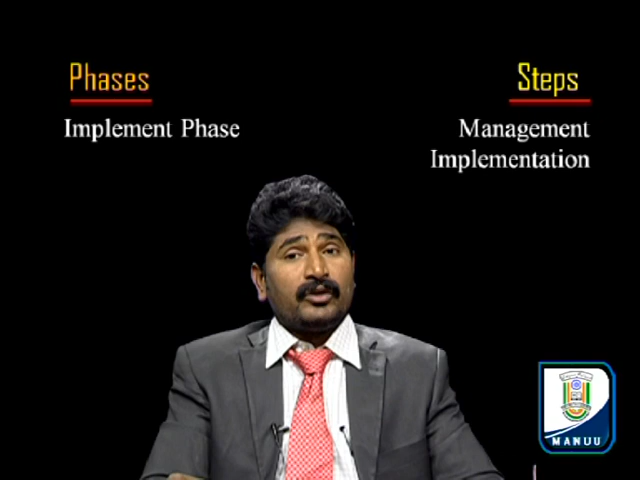 Phases
Steps
Implement Phase
Management
Implementation
MANUU